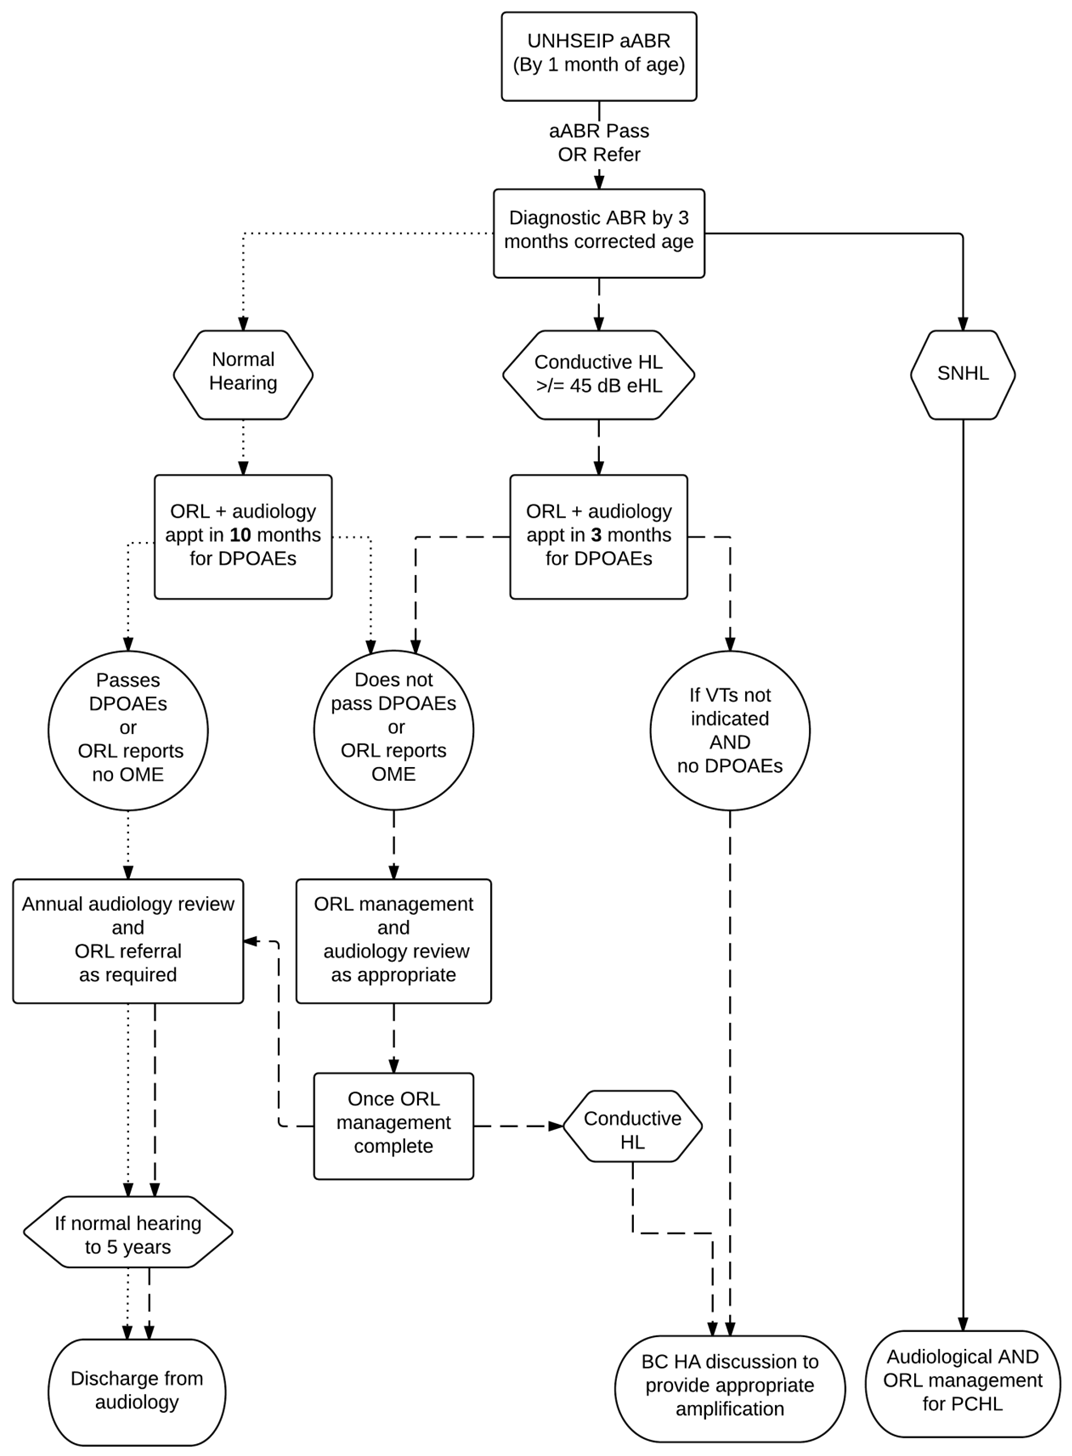 UNHSEIP aABR
(By 1 month of age)
aABR Pass
OR Refer
Diagnostic ABR by 3
months corrected age
Normal
Hearing
Conductive HL
>/= 45 dB eHL
SNHL
ORL + audiology
appt in 10 months
for DPOAEs
ORL + audiology
appt in 3 months
for DPOAEs
Passes
DPOAEs
or
ORL reports
no OME
Does not
pass DPOAEs
or
ORL reports
OME
If VTs not
indicated
AND
no DPOAEs
Annual audiology review
and
ORL referral
as required
ORL management
and
audiology review
as appropriate
Once ORL
management
complete
Conductive
HL
If normal hearing
to 5 years
Discharge from
audiology
BC HA discussion to
provide appropriate
amplification
Audiological AND
ORL management
for PCHL